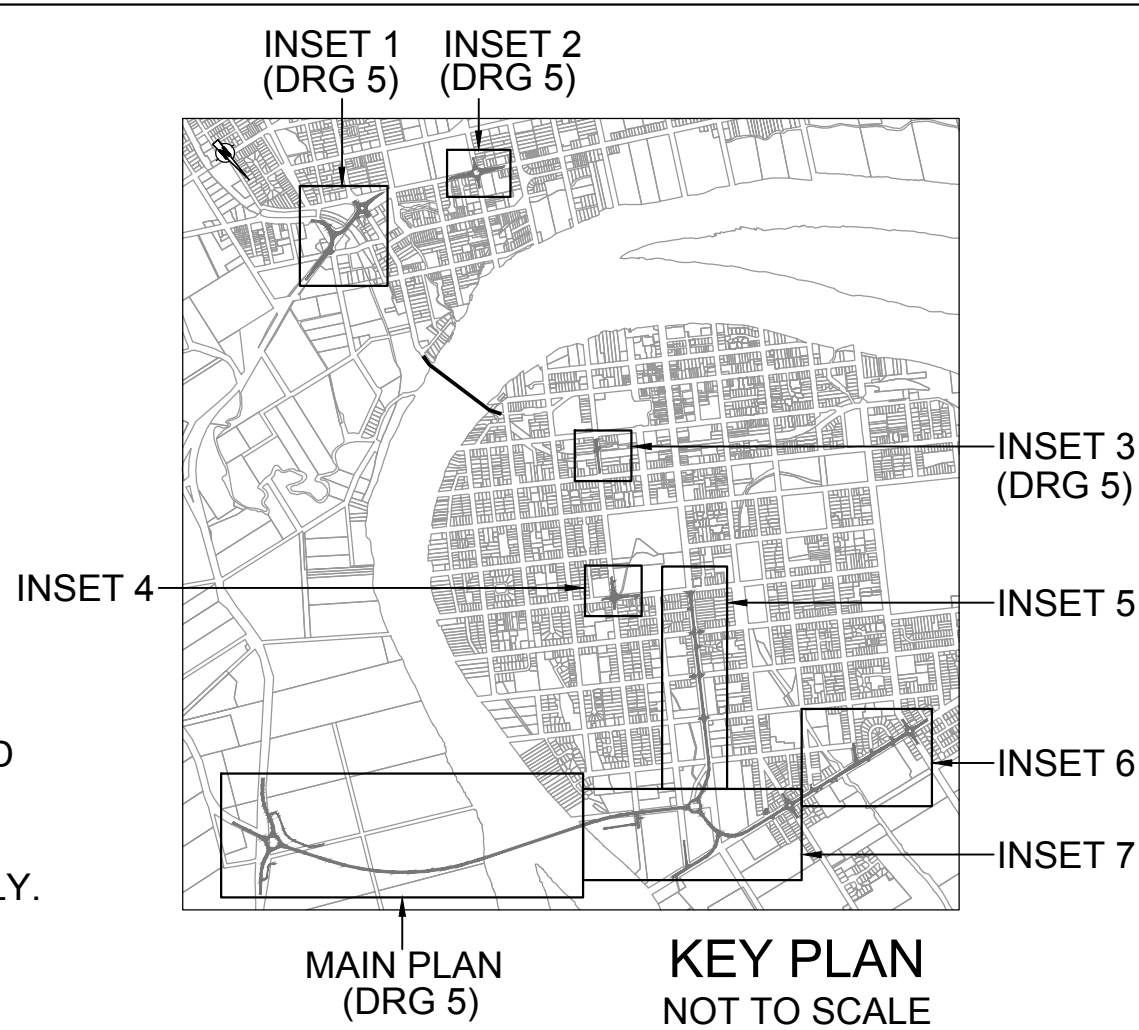 INSET 1
(DRG 5)
INSET 2
(DRG 5)
INSET 3
(DRG 5)
INSET 4
INSET 5
INSET 6
INSET 7
MAIN PLAN
(DRG 5)
KEY PLAN
NOT TO SCALE